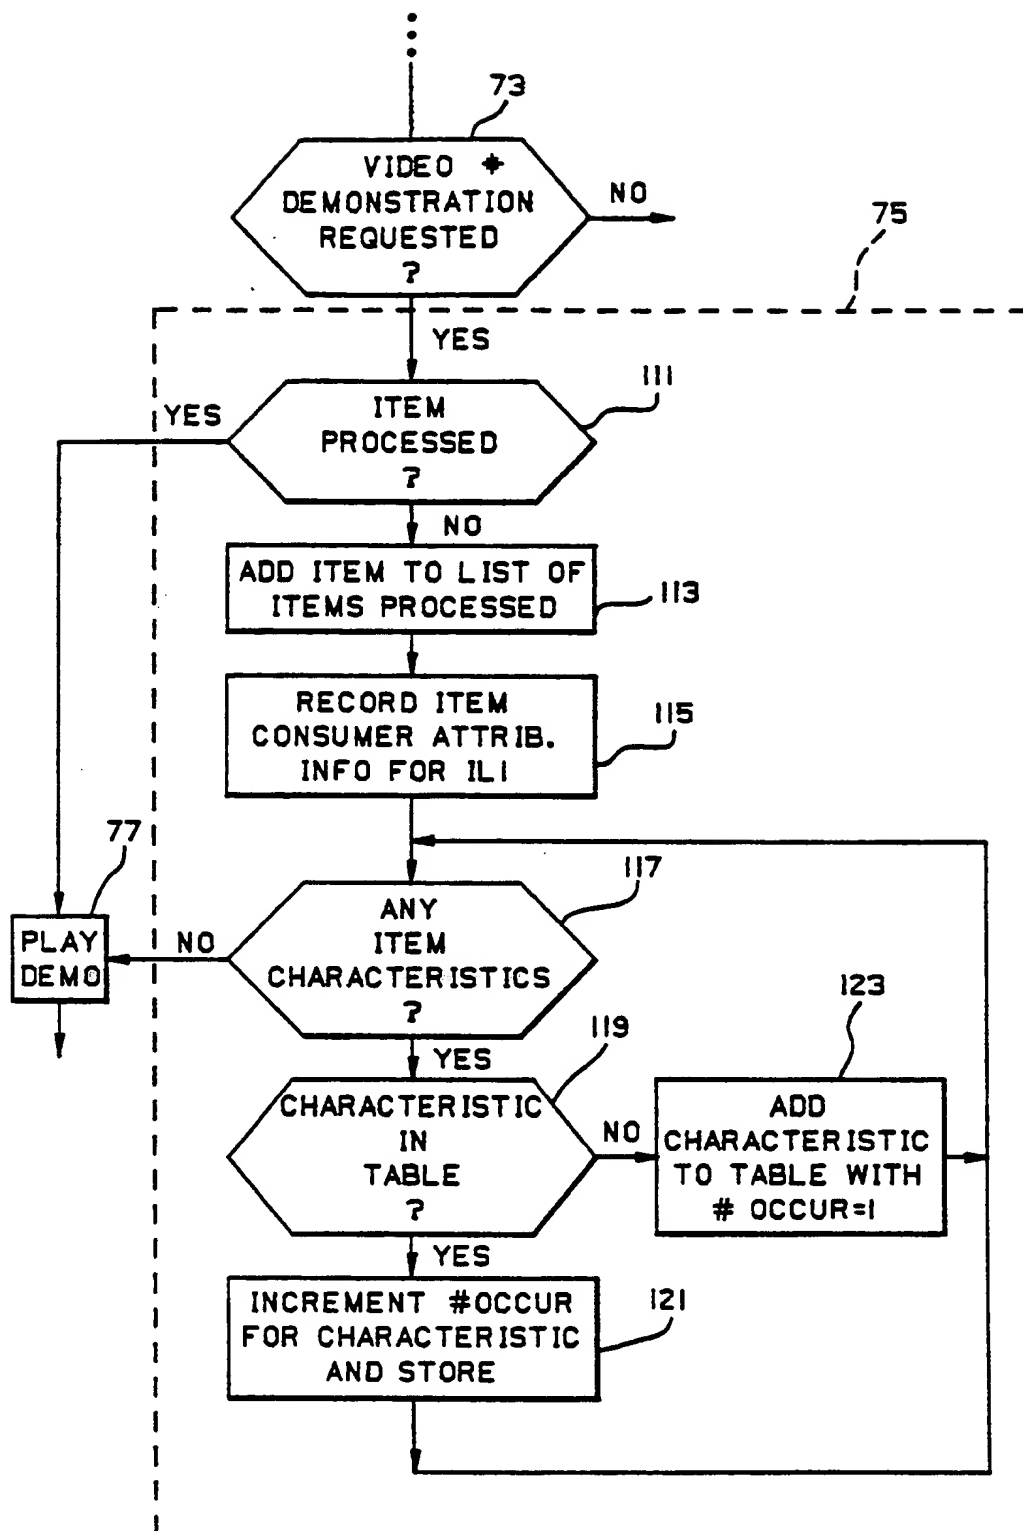 73
VIDEO *
DEMONSTRATION
REQUESTED
?
NO
75
YES
111
ITEM
PROCESSED
?
YES
NO
ADD ITEM TO LIST OF
ITEMS PROCESSED
113
RECORD ITEM
CONSUMER ATTRIB.
INFO FOR ILI
115
77
PLAY
DEMO
117
ANY
ITEM
CHARACTERISTICS
?
NO
YES
119
CHARACTERISTIC
IN
TABLE
?
NO
123
ADD
CHARACTERISTIC
TO TABLE WITH
# OCCUR=1
YES
INCREMENT #OCCUR
FOR CHARACTERISTIC
AND STORE
121